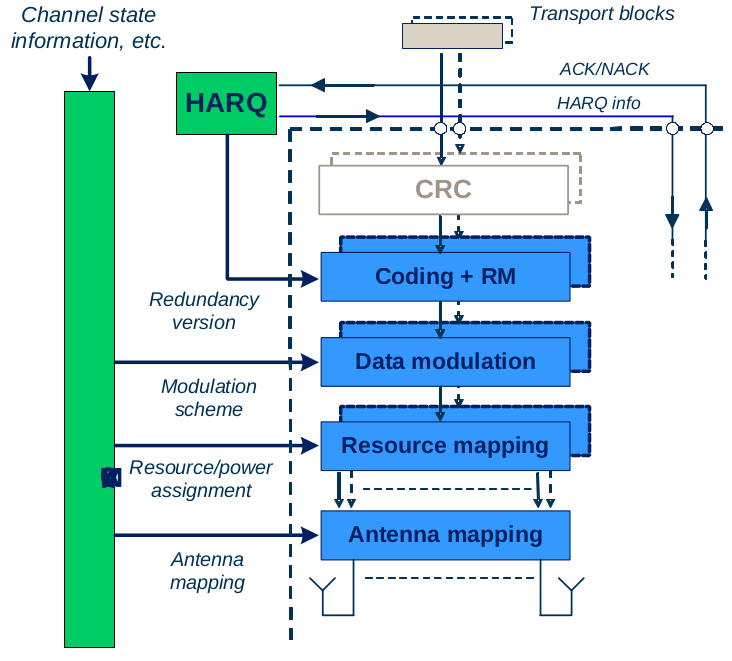 Channel state
information, etc.
Transport blocks
HARQ
ACK/NACK
HARQ info
CRC
Coding + RM
Redundancy
version
Data modulation
Modulation
scheme
Resource mapping
Resource/power
assignment
Antenna mapping
Antenna
mapping